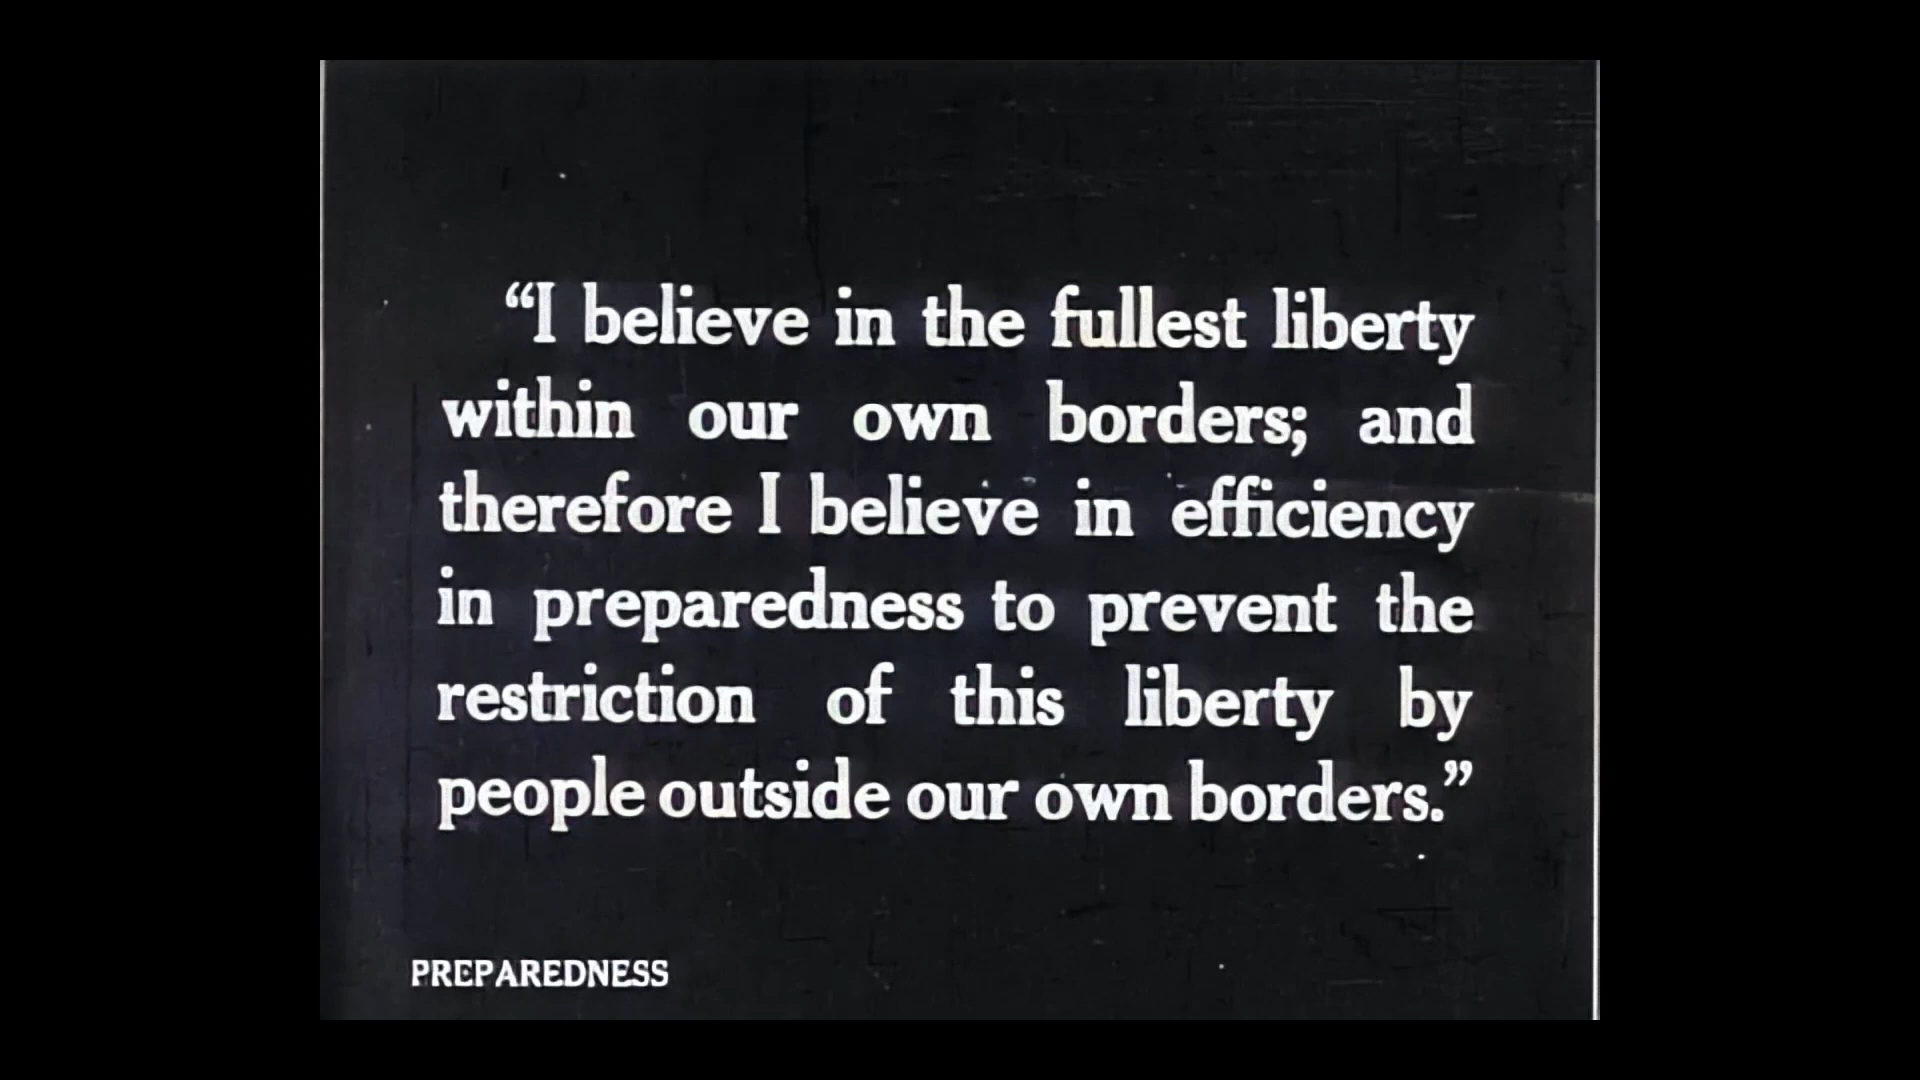 “I believe in the fullest liberty
within our own borders; and
therefore I believe in efficiency
in preparedness to prevent the
restriction of this liberty by
people outside our own borders.”
PREPAREDNESS